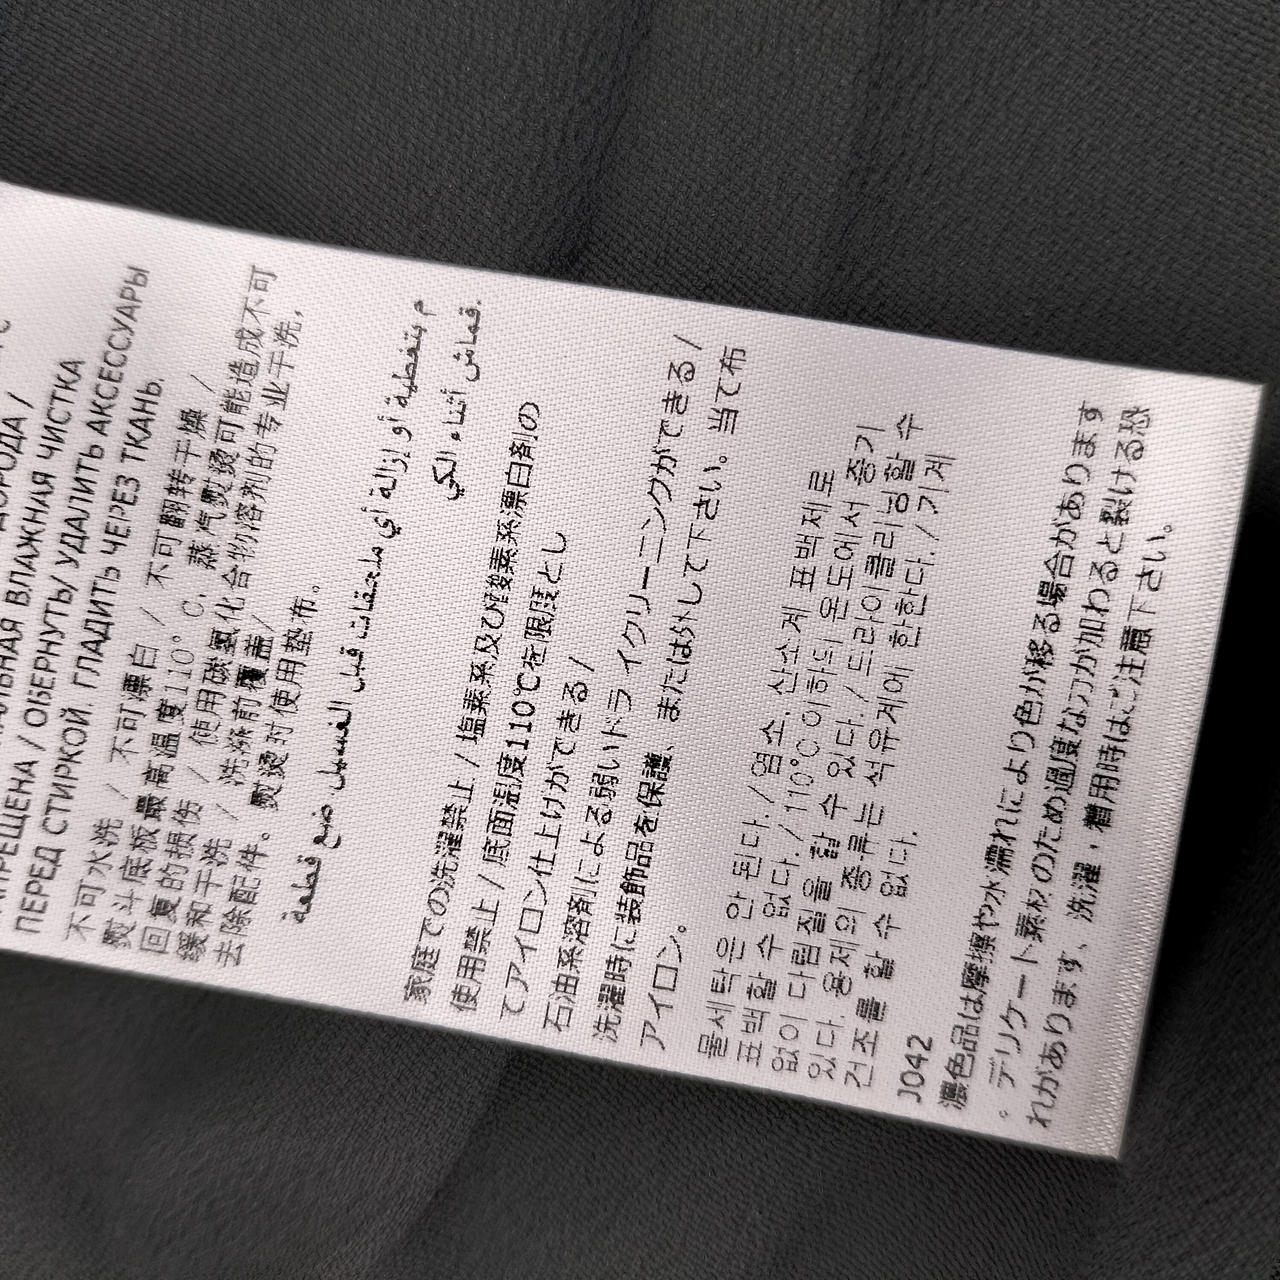 ПРЕЩЕНА / ОБЕРНУТЬ/ УДАЛИТЬ АКСЕССУАРЫ
ПЕРЕД СТИРКОЙ. ГЛАДИТЬ ЧЕРЕЗ ТКАНЬ.
不可水洗 / 不可漂白 / 不可翻转干燥 /
熨斗底板最高温度110°C, 蒸汽熨烫可能造成不可
回复的损伤 / 使用碳氢化合物溶剂的专业干洗,
缓和干洗 / 洗涤前覆盖/
去除配件。熨烫时使用垫布。
م بتغطية أو إزالة أي ملحقات قبل الغسيل. ضع قطعة
قماش أثناء الكي.
家庭での洗濯禁止 / 塩素系及び酸素系漂白剤の
使用禁止 / 底面温度110℃を限度とし
てアイロン仕上げができる /
石油系溶剤による弱いドライクリーニングができる /
洗濯時に装飾品を保護、または外して下さい。当て布
アイロン。
물세탁은 안 된다. / 염소, 산소계 표백제로
표백할 수 없다. / 110℃이하의 온도에서 증기
없이 다림질을 할 수 있다. / 드라이클리닝할 수
있다. 용제의 종류는 석유계에 한한다. / 기계
건조를 할 수 없다.
J042
濃色品は摩擦や水濡れにより色が移る場合があります
。デリケート素材のため過度な力が加わると裂ける恐
れがあります、洗濯・着用時はご注意下さい。